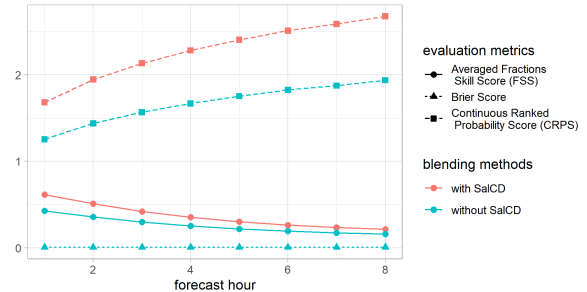 2
1
0
2
4
6
8
forecast hour
evaluation metrics
Averaged Fractions
Skill Score (FSS)
Brier Score
Continuous Ranked
Probability Score (CRPS)
blending methods
with SalCD
without SalCD